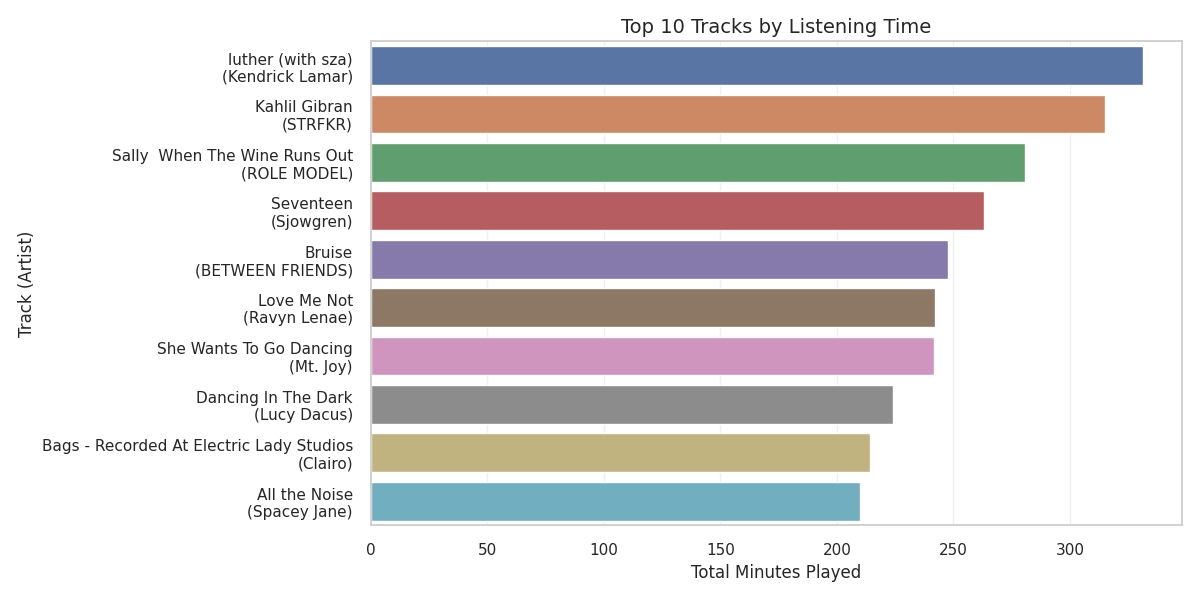 Top 10 Tracks by Listening Time
luther (with sza)
(Kendrick Lamar)
Kahlil Gibran
(STRFKR)
Sally  When The Wine Runs Out
(ROLE MODEL)
Seventeen
(Sjowgren)
Bruise
(BETWEEN FRIENDS)
Love Me Not
(Ravyn Lenae)
She Wants To Go Dancing
(Mt. Joy)
Dancing In The Dark
(Lucy Dacus)
Bags - Recorded At Electric Lady Studios
(Clairo)
All the Noise
(Spacey Jane)
Track (Artist)
0 50 100 150 200 250 300
Total Minutes Played